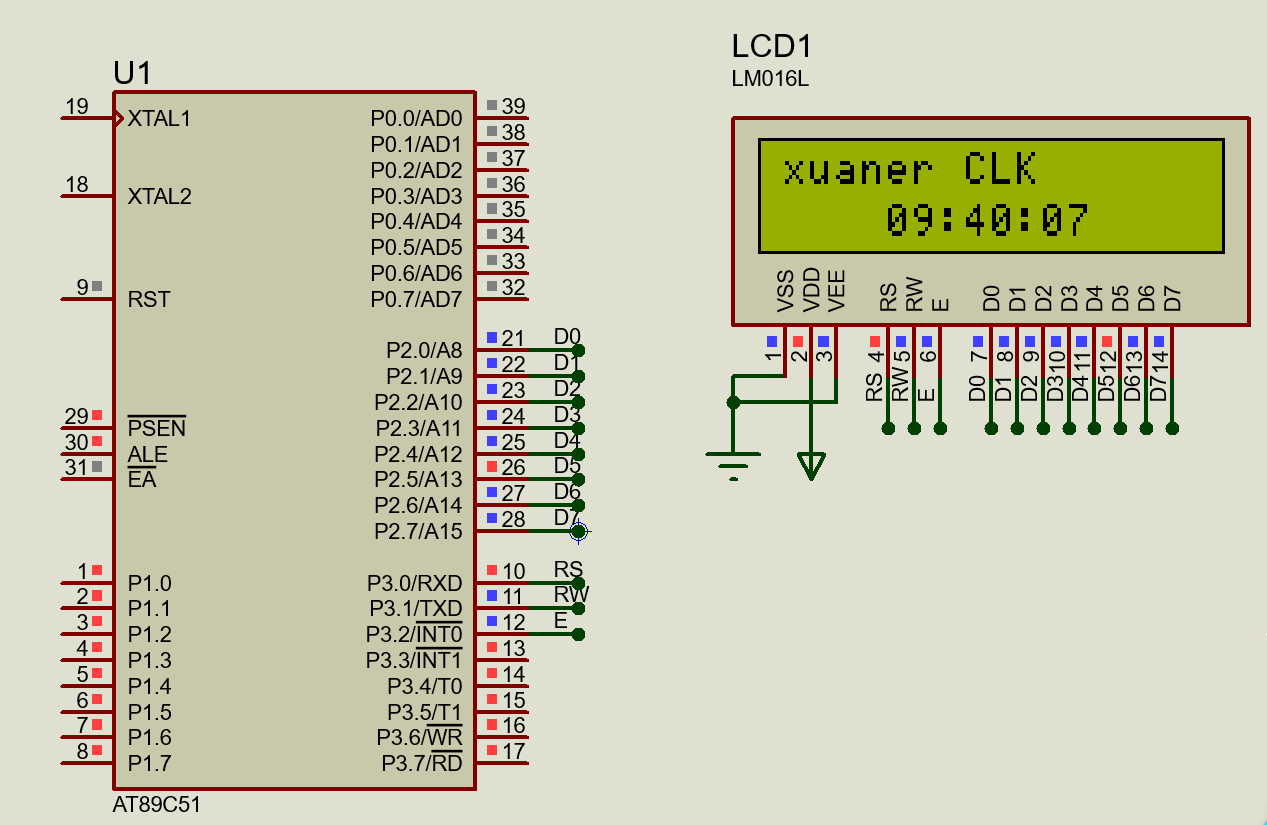 U1
19 XTAL1
18 XTAL2
9 RST
29 PSEN
30 ALE
31 EA
1 P1.0
2 P1.1
3 P1.2
4 P1.3
5 P1.4
6 P1.5
7 P1.6
8 P1.7
P0.0/AD0 39
P0.1/AD1 38
P0.2/AD2 37
P0.3/AD3 36
P0.4/AD4 35
P0.5/AD5 34
P0.6/AD6 33
P0.7/AD7 32
P2.0/A8 21 D0
P2.1/A9 22 D1
P2.2/A10 23 D2
P2.3/A11 24 D3
P2.4/A12 25 D4
P2.5/A13 26 D5
P2.6/A14 27 D6
P2.7/A15 28 D7
P3.0/RXD 10 RS
P3.1/TXD 11 RW
P3.2/INT0 12 E
P3.3/INT1 13
P3.4/T0 14
P3.5/T1 15
P3.6/WR 16
P3.7/RD 17
AT89C51
LCD1
LM016L
xuaner CLK
09:40:07
VSS VDD VEE RS RW E D0 D1 D2 D3 D4 D5 D6 D7
1 2 3 4 5 6 7 8 9 10 11 12 13 14
RS RW E D0 D1 D2 D3 D4 D5 D6 D7